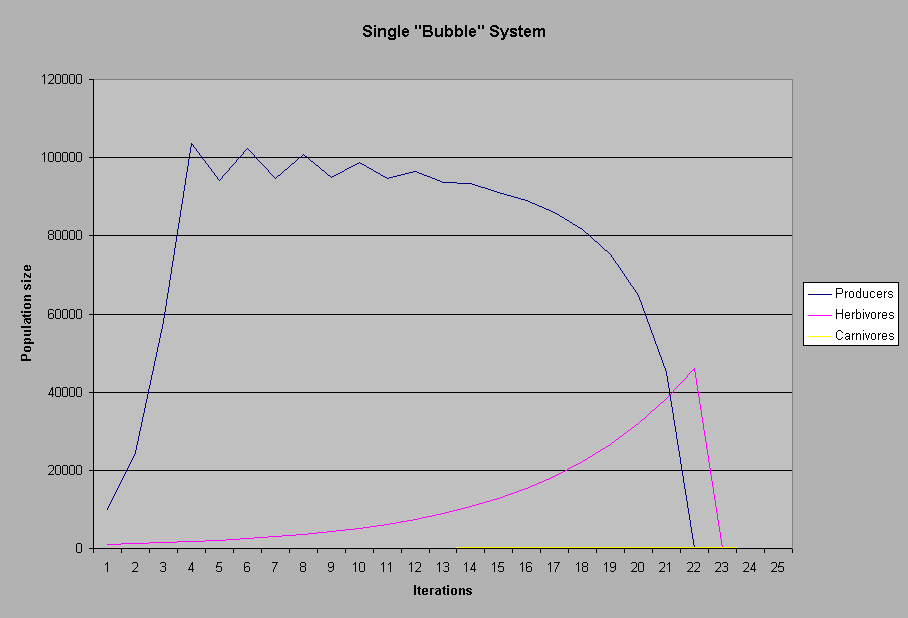 Single "Bubble" System
120000
100000
80000
60000
40000
20000
0
Population size
1 2 3 4 5 6 7 8 9 10 11 12 13 14 15 16 17 18 19 20 21 22 23 24 25
Iterations
Producers
Herbivores
Carnivores